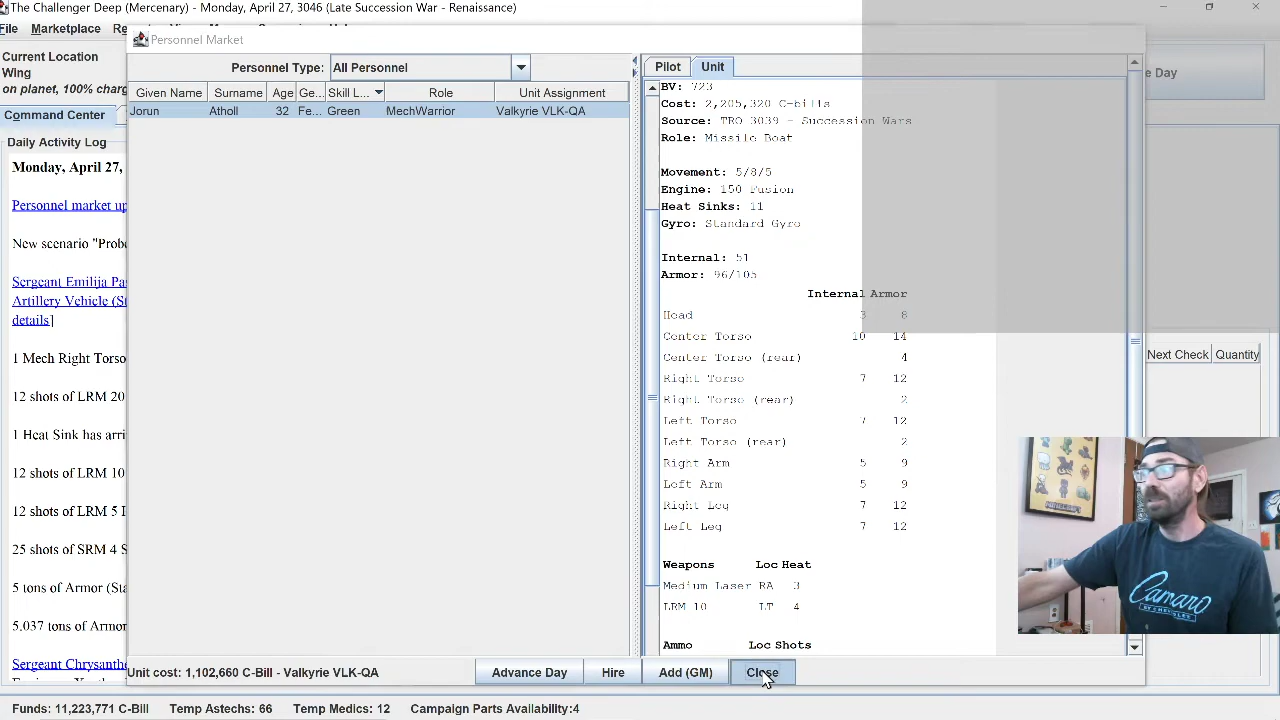 The Challenger Deep (Mercenary) - Monday, April 27, 3046 (Late Succession War - Renaissance)
File Marketplace
Personnel Market
Current Location
Wing
on planet, 100% charg
Command Center
Daily Activity Log
Monday, April 27,
Personnel market up
New scenario "Probe
Sergeant Emilija Pa
Artillery Vehicle (St
details]
1 Mech Right Torso
12 shots of LRM 20
1 Heat Sink has arri
12 shots of LRM 10
12 shots of LRM 5 I
25 shots of SRM 4 S
5 tons of Armor (Sta
5.037 tons of Armor
Sergeant Chrysanthe
Personnel Type: All Personnel
Given Name Surname Age Ge... Skill L... Role Unit Assignment
Jorun Atholl 32 Fe... Green MechWarrior Valkyrie VLK-QA
Pilot Unit
BV: 723
Cost: 2,205,320 C-bills
Source: TRO 3039 - Succession Wars
Role: Missile Boat
Movement: 5/8/5
Engine: 150 Fusion
Heat Sinks: 11
Gyro: Standard Gyro
Internal: 51
Armor: 96/105
Internal Armor
Head 3 8
Center Torso 10 14
Center Torso (rear) 4
Right Torso 7 12
Right Torso (rear) 2
Left Torso 7 12
Left Torso (rear) 2
Right Arm 5 9
Left Arm 5 9
Right Leg 7 12
Left Leg 7 12
Weapons Loc Heat
Medium Laser RA 3
LRM 10 LT 4
Ammo Loc Shots
e Day
Next Check Quantity
Camaro
BY CHEVROLET
Unit cost: 1,102,660 C-Bill - Valkyrie VLK-QA
Advance Day Hire Add (GM) Close
Funds: 11,223,771 C-Bill Temp Astechs: 66 Temp Medics: 12 Campaign Parts Availability:4